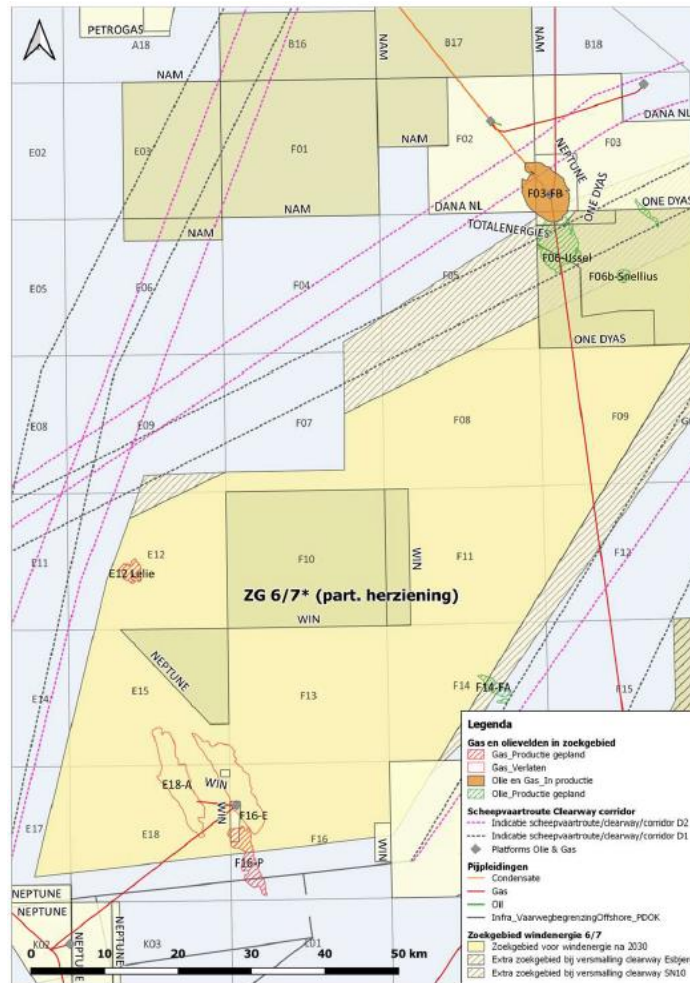 PETROGAS
A18
B16
B17
B18
NAM
NAM
NAM
E02
E03
F01
NAM
F02
F03
DANA NL
NEPTUNE
F03-FB
ONE DYAS
DANA NL
NAM
NAM
TOTALENERGIES
ONE DYAS
F06-IJssel
F06b-Snellius
E05
E06
F04
F05
ONE DYAS
E08
E09
F07
F08
F09
E11
E12
E12 Lelie
F10
WIN
F11
F12
ZG 6/7* (part. herziening)
WIN
NEPTUNE
E14
E15
F13
F14
F14-FA
F15
E18-A
WIN
WIN
F16-E
E17
E18
F16
WIN
F16-P
NEPTUNE
NEPTUNE
NEPTUNE
K02
K03
L01
0 10 20 30 40 50 km
Legenda
Gas en olievelden in zoekgebied
Gas_Productie gepland
Gas_Verlaten
Olie en Gas_In productie
Olie_Productie gepland
Scheepvaartroute Clearway corridor
Indicatie scheepvaartroute/clearway/corridor D2
Indicatie scheepvaartroute/clearway/corridor D1
Platforms Olie & Gas
Pijpleidingen
Condensate
Gas
Oil
Infra_VaarwegbegrenzingOffshore_PDOK
Zoekgebied windenergie 6/7
Zoekgebied voor windenergie na 2030
Extra zoekgebied bij versmalling clearway Esbjer
Extra zoekgebied bij versmalling clearway SN10